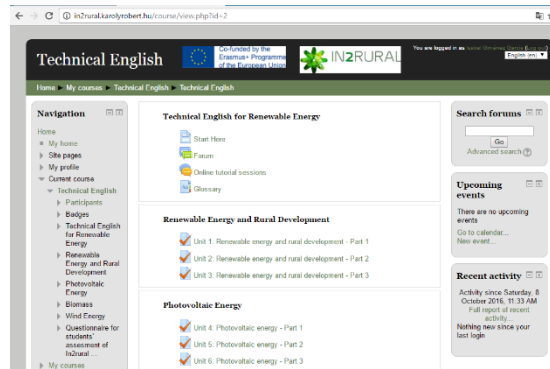 in2rural.karolyrobert.hu/course/view.php?id=2
Technical English
Co-funded by the
Erasmus+ Programme
of the European Union
IN2RURAL
You are logged in as
English (en)
Home ► My courses ► Technical English ► Technical English
Navigation
Home
My home
Site pages
My profile
Current course
Technical English
Participants
Badges
Technical English
for Renewable
Energy
Renewable
Energy and Rural
Development
Photovoltaic
Energy
Biomass
Wind Energy
Questionnaire for
students'
assesment of
In2rural ...
My courses
Technical English for Renewable Energy
Start Here
Forum
Online tutorial sessions
Glossary
Renewable Energy and Rural Development
Unit 1: Renewable energy and rural development - Part 1
Unit 2: Renewable energy and rural development - Part 2
Unit 3: Renewable energy and rural development - Part 3
Photovoltaic Energy
Unit 4: Photovoltaic energy - Part 1
Unit 5: Photovoltaic energy - Part 2
Unit 6: Photovoltaic energy - Part 3
Search forums
Go
Advanced search
Upcoming
events
There are no upcoming
events
Go to calendar...
New event...
Recent activity
Activity since Saturday, 8
October 2016, 11:33 AM
Full report of recent
activity...
Nothing new since your
last login